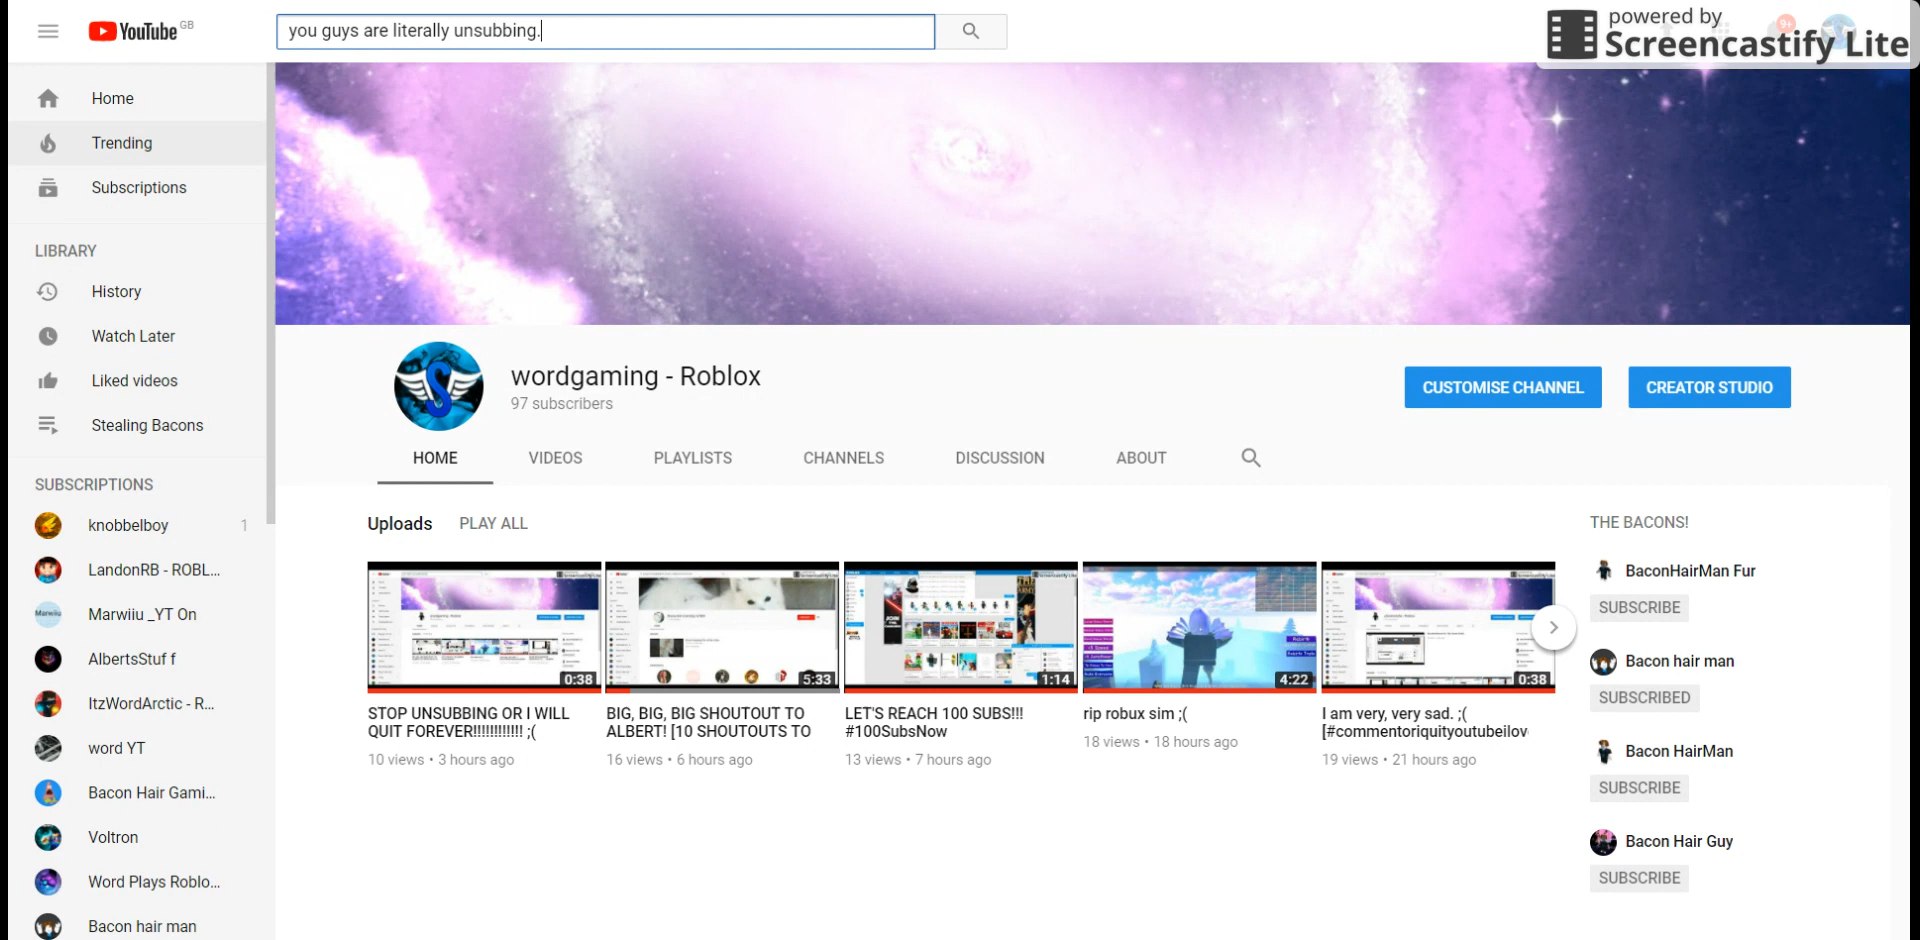 YouTube GB
you guys are literally unsubbing.
powered by
Screencastify Lite
9+
Home
Trending
Subscriptions
LIBRARY
History
Watch Later
Liked videos
Stealing Bacons
SUBSCRIPTIONS
knobbelboy 1
LandonRB - ROBL...
Marwiiu _YT On
AlbertsStuf f
ItzWordArctic - R...
word YT
Bacon Hair Gami...
Voltron
Word Plays Roblo...
Bacon hair man
wordgaming - Roblox
97 subscribers
CUSTOMISE CHANNEL
CREATOR STUDIO
HOME
VIDEOS
PLAYLISTS
CHANNELS
DISCUSSION
ABOUT
Uploads PLAY ALL
0:38
STOP UNSUBBING OR I WILL
QUIT FOREVER!!!!!!!!!!!! ;(
10 views • 3 hours ago
5:33
BIG, BIG, BIG SHOUTOUT TO
ALBERT! [10 SHOUTOUTS TO
16 views • 6 hours ago
1:14
LET'S REACH 100 SUBS!!!
#100SubsNow
13 views • 7 hours ago
4:22
rip robux sim ;(
18 views • 18 hours ago
0:38
I am very, very sad. ;(
[#commentoriquityoutubeilov
19 views • 21 hours ago
THE BACONS!
BaconHairMan Fur
SUBSCRIBE
Bacon hair man
SUBSCRIBED
Bacon HairMan
SUBSCRIBE
Bacon Hair Guy
SUBSCRIBE